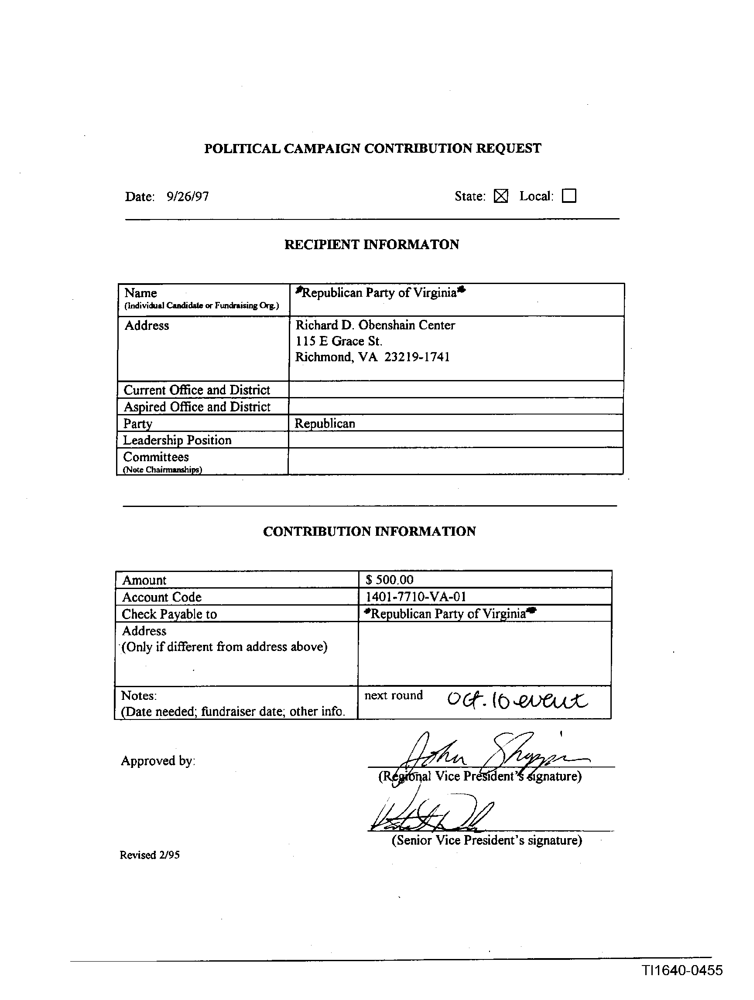 POLITICAL CAMPAIGN CONTRIBUTION REQUEST
Date: 9/26/97 State: ☒ Local: ☐
RECIPIENT INFORMATON
Name "Republican Party of Virginia"
(Individual Candidate or Fundraising Org.)
Address Richard D. Obenshain Center
115 E Grace St.
Richmond, VA 23219-1741
Current Office and District
Aspired Office and District
Party Republican
Leadership Position
Committees
(Note Chairmanships)
CONTRIBUTION INFORMATION
Amount $ 500.00
Account Code 1401-7710-VA-01
Check Payable to "Republican Party of Virginia"
Address
(Only if different from address above)
Notes: next round Oct. 16 event
(Date needed; fundraiser date; other info.
Approved by: John
(Regional Vice President's signature)
(Senior Vice President's signature)
Revised 2/95
TI1640-0455